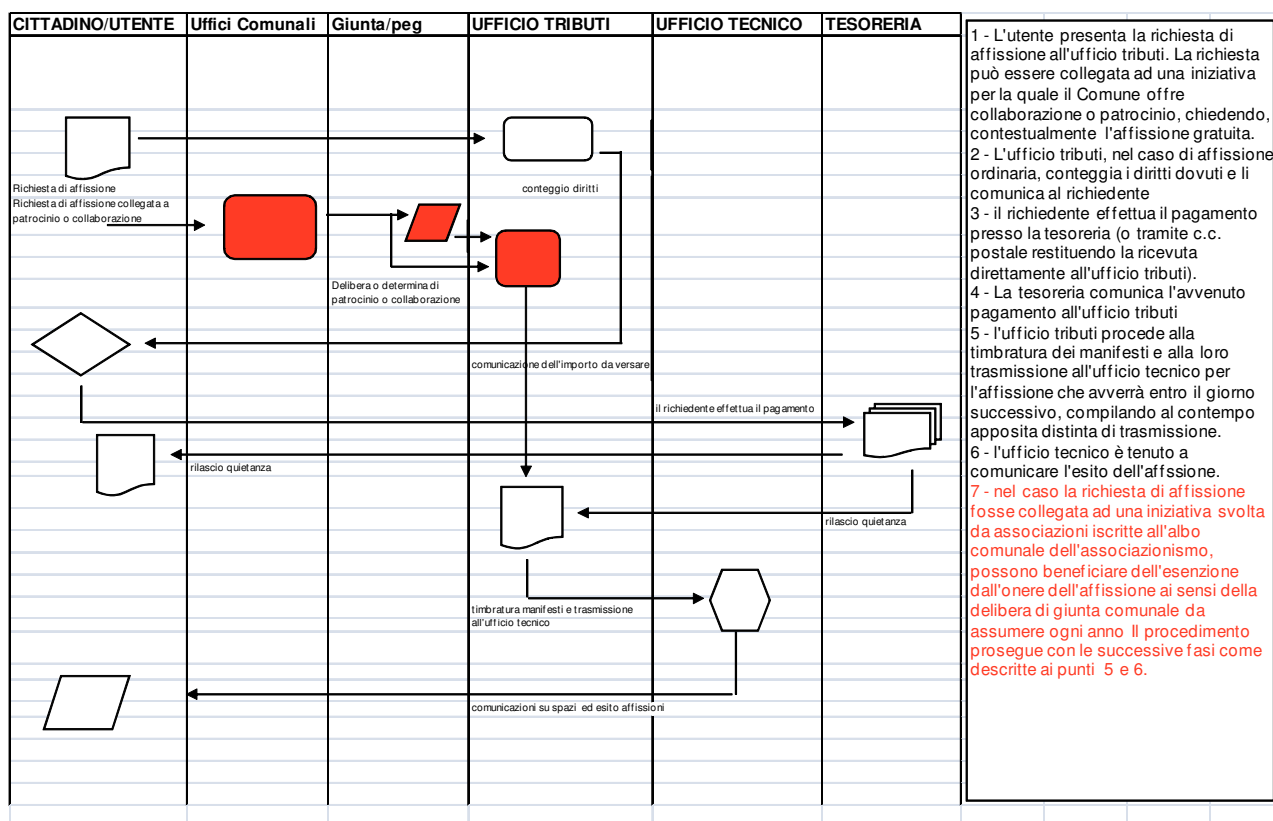 CITTADINO/UTENTE Uffici Comunali Giunta/peg UFFICIO TRIBUTI UFFICIO TECNICO TESORERIA
Richiesta di affissione
Richiesta di affissione collegata a
patrocinio o collaborazione
conteggio diritti
Delibera o determina di
patrocinio o collaborazione
comunicazione dell'importo da versare
il richiedente effettua il pagamento
rilascio quietanza
rilascio quietanza
timbratura manifesti e trasmissione
all'ufficio tecnico
comunicazioni su spazi ed esito affissioni
1 - L'utente presenta la richiesta di
affissione all'ufficio tributi. La richiesta
può essere collegata ad una iniziativa
per la quale il Comune offre
collaborazione o patrocinio, chiedendo,
contestualmente l'affissione gratuita.
2 - L'ufficio tributi, nel caso di affissione
ordinaria, conteggia i diritti dovuti e li
comunica al richiedente
3 - il richiedente effettua il pagamento
presso la tesoreria (o tramite c.c.
postale restituendo la ricevuta
direttamente all'ufficio tributi).
4 - La tesoreria comunica l'avvenuto
pagamento all'ufficio tributi
5 - l'ufficio tributi procede alla
timbratura dei manifesti e alla loro
trasmissione all'ufficio tecnico per
l'affissione che avverrà entro il giorno
successivo, compilando al contempo
apposita distinta di trasmissione.
6 - l'ufficio tecnico è tenuto a
comunicare l'esito dell'affssione.
7 - nel caso la richiesta di affissione
fosse collegata ad una iniziativa svolta
da associazioni iscritte all'albo
comunale dell'associazionismo,
possono beneficiare dell'esenzione
dall'onere dell'affissione ai sensi della
delibera di giunta comunale da
assumere ogni anno Il procedimento
prosegue con le successive fasi come
descritte ai punti 5 e 6.